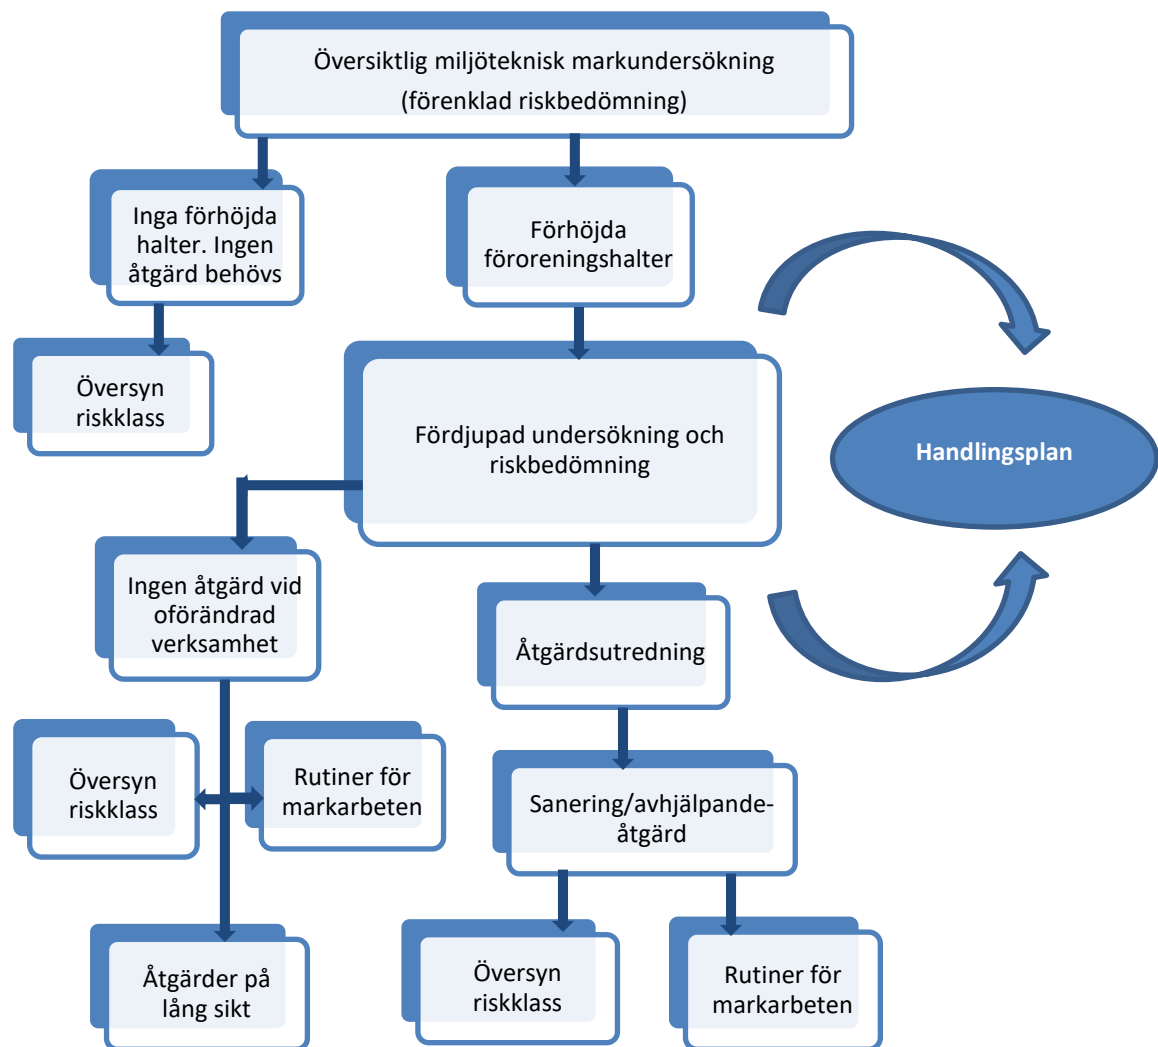 Översiktlig miljöteknisk markundersökning
(förenklad riskbedömning)
Inga förhöjda
halter. Ingen
åtgärd behövs
Förhöjda
föroreningshalter
Översyn
riskklass
Fördjupad undersökning och
riskbedömning
Handlingsplan
Ingen åtgärd vid
oförändrad
verksamhet
Åtgärdsutredning
Översyn
riskklass
Rutiner för
markarbeten
Sanering/avhjälpande-
åtgärd
Åtgärder på
lång sikt
Översyn
riskklass
Rutiner för
markarbeten